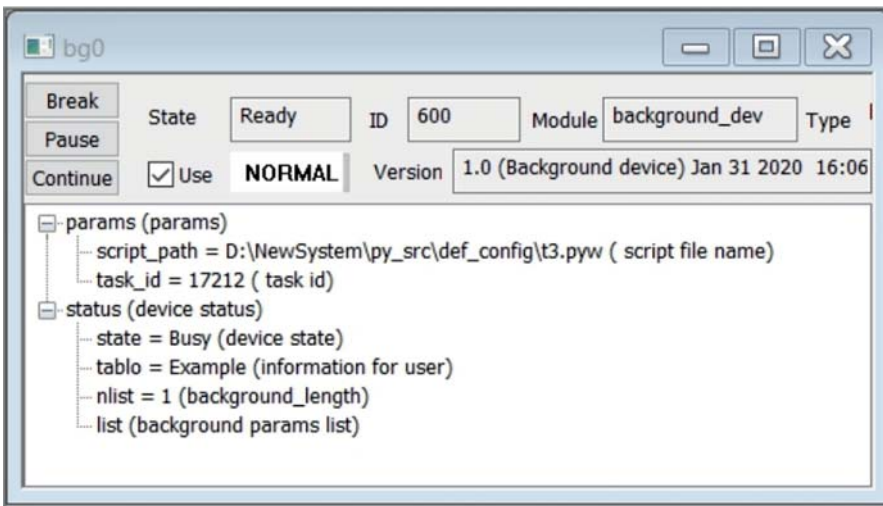 bg0
Break
Pause
Continue
State Ready ID 600 Module background_dev Type
Use NORMAL Version 1.0 (Background device) Jan 31 2020 16:06
params (params)
script_path = D:\NewSystem\py_src\def_config\t3.pyw ( script file name)
task_id = 17212 ( task id)
status (device status)
state = Busy (device state)
tablo = Example (information for user)
nlist = 1 (background_length)
list (background params list)